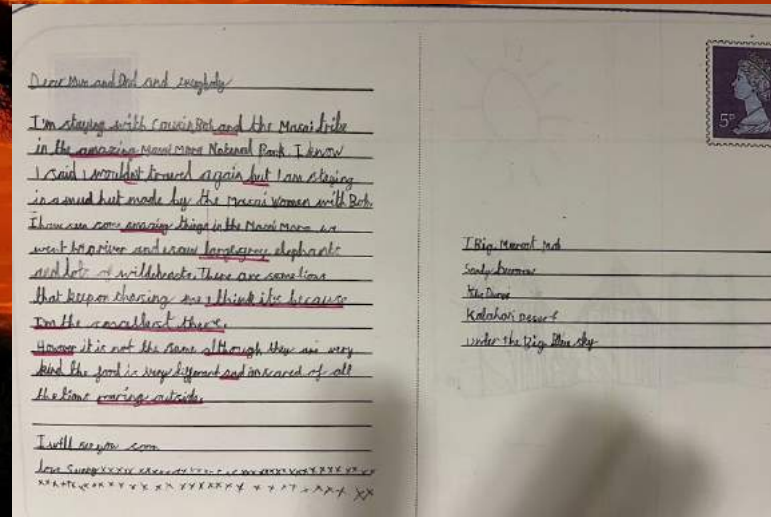 Dear Mum and Dad and everybody
I'm staying with Cousin Bob and the Masai tribe
in the amazing Masai Mara National Park. I know
I said I wouldn't travel again but I am staying
in a mud hut made by the Masai women with Bob.
I have seen some amazing things in the Masai Mara we
went to a river and I saw large grey elephants
and lots of wildebeests. There are some lions
that keep on chasing me I think its because
I'm the smallest there.
However it is not the same although they are very
kind the food is very different and im scared of all
the lions roaring outside.
I will see you soon
love xxxx
5P
1 Big Meercat
Sandy burrow
the Dunes
Kalahari Desert
under the Big Blue sky